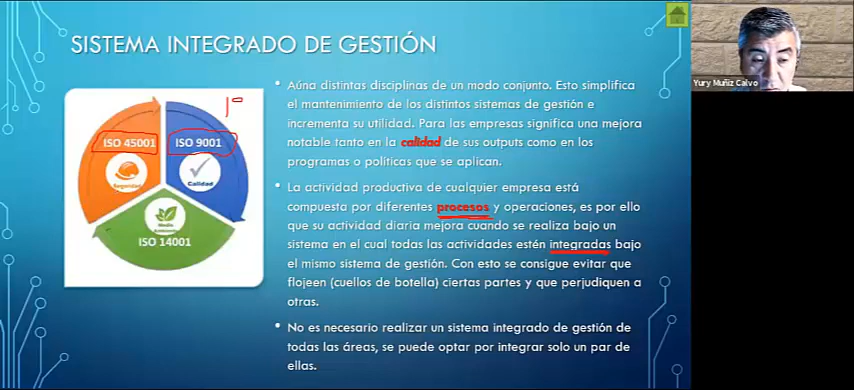 SISTEMA INTEGRADO DE GESTIÓN
Yury Muñiz Calvo
ISO 45001
ISO 9001
Seguridad
Calidad
Medio
Ambiente
ISO 14001
• Aúna distintas disciplinas de un modo conjunto. Esto simplifica
el mantenimiento de los distintos sistemas de gestión e
incrementa su utilidad. Para las empresas significa una mejora
notable tanto en la calidad de sus outputs como en los
programas o políticas que se aplican.
• La actividad productiva de cualquier empresa está
compuesta por diferentes procesos y operaciones, es por ello
que su actividad diaria mejora cuando se realiza bajo un
sistema en el cual todas las actividades estén integradas bajo
el mismo sistema de gestión. Con esto se consigue evitar que
flojeen (cuellos de botella) ciertas partes y que perjudiquen a
otras.
• No es necesario realizar un sistema integrado de gestión de
todas las áreas, se puede optar por integrar solo un par de
ellas.